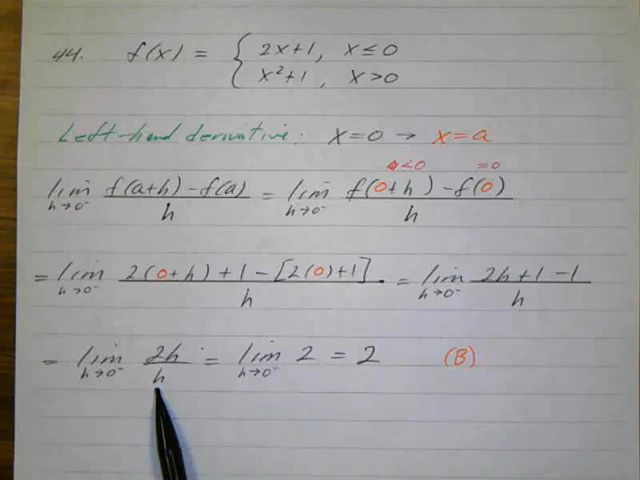 44. f(x) = { 2x+1, x≤0
x²+1, x>0
Left-hand derivative: x=0 → x=a
<0 =0
lim h→0⁻ f(a+h)-f(a) / h = lim h→0⁻ f(0+h)-f(0) / h
= lim h→0⁻ 2(0+h)+1-[2(0)+1] / h = lim h→0⁻ 2h+1-1 / h
= lim h→0⁻ 2h / h = lim h→0⁻ 2 = 2 (B)